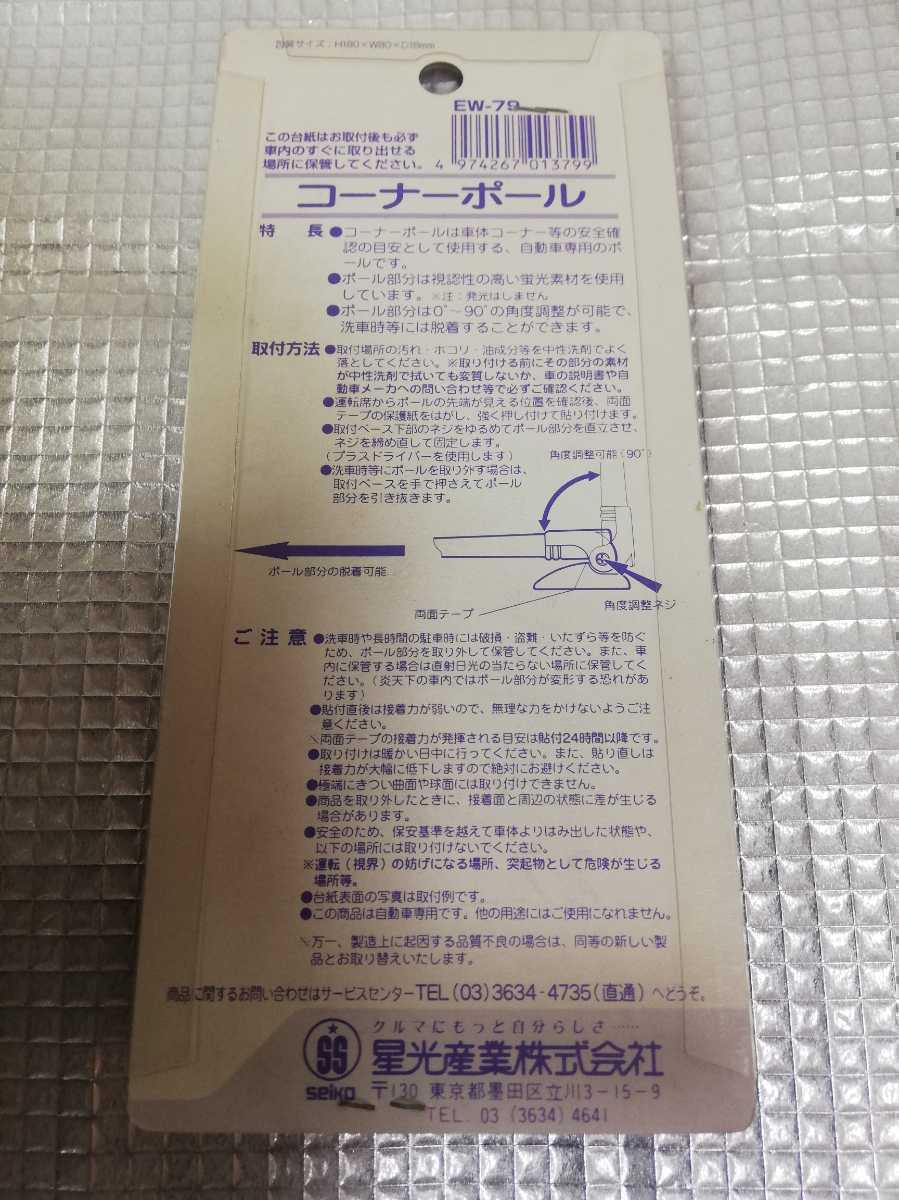 包装サイズ：H180×W80×D18mm
EW-79
この台紙はお取付後も必ず
車内のすぐに取り出せる
場所に保管してください。
4 974267 013799
コーナーポール
特　長 ●コーナーポールは車体コーナー等の安全確
認の目安として使用する、自動車専用のポ
ールです。
●ポール部分は視認性の高い蛍光素材を使用
しています。※注：発光はしません
●ポール部分は0°～90°の角度調整が可能で、
洗車時等には脱着することができます。
取付方法 ●取付場所の汚れ・ホコリ・油成分等を中性洗剤でよく
落としてください。※取り付ける前にその部分の素材
が中性洗剤で拭いても変質しないか、車の説明書や自
動車メーカへの問い合わせ等で必ずご確認ください。
●運転席からポールの先端が見える位置を確認後、両面
テープの保護紙をはがし、強く押し付けて貼り付けます。
●取付ベース下部のネジをゆるめてポール部分を直立させ、
ネジを締め直して固定します。
(プラスドライバーを使用します)
●洗車時等にポールを取り外す場合は、
取付ベースを手で押さえてポール
部分を引き抜きます。
角度調整可能(90°)
ポール部分の脱着可能
両面テープ
角度調整ネジ
ご注意 ●洗車時や長時間の駐車時には破損・盗難・いたずら等を防ぐ
ため、ポール部分を取り外して保管してください。また、車
内に保管する場合は直射日光の当たらない場所に保管してく
ださい。(炎天下の車内ではポール部分が変形する恐れがあ
ります)
●貼付直後は接着力が弱いので、無理な力をかけないようご注
意ください。
※両面テープの接着力が発揮される目安は貼付24時間以降です。
●取り付けは暖かい日中に行ってください。また、貼り直しは
接着力が大幅に低下しますので絶対にお避けください。
●極端にきつい曲面や球面には取り付けできません。
●商品を取り外したときに、接着面と周辺の状態に差が生じる
場合があります。
●安全のため、保安基準を越えて車体よりはみ出した状態や、
以下の場所には取り付けないでください。
※運転(視界)の妨げになる場所、突起物として危険が生じる
場所等。
●台紙表面の写真は取付例です。
●この商品は自動車専用です。他の用途にはご使用になれません。
※万一、製造上に起因する品質不良の場合は、同等の新しい製
品とお取り替えいたします。
商品に関するお問い合わせはサービスセンターTEL(03)3634-4735(直通)へどうぞ。
クルマにもっと自分らしさ……
SS
seiko
星光産業株式会社
〒130 東京都墨田区立川3-15-9
TEL. 03 (3634) 4641